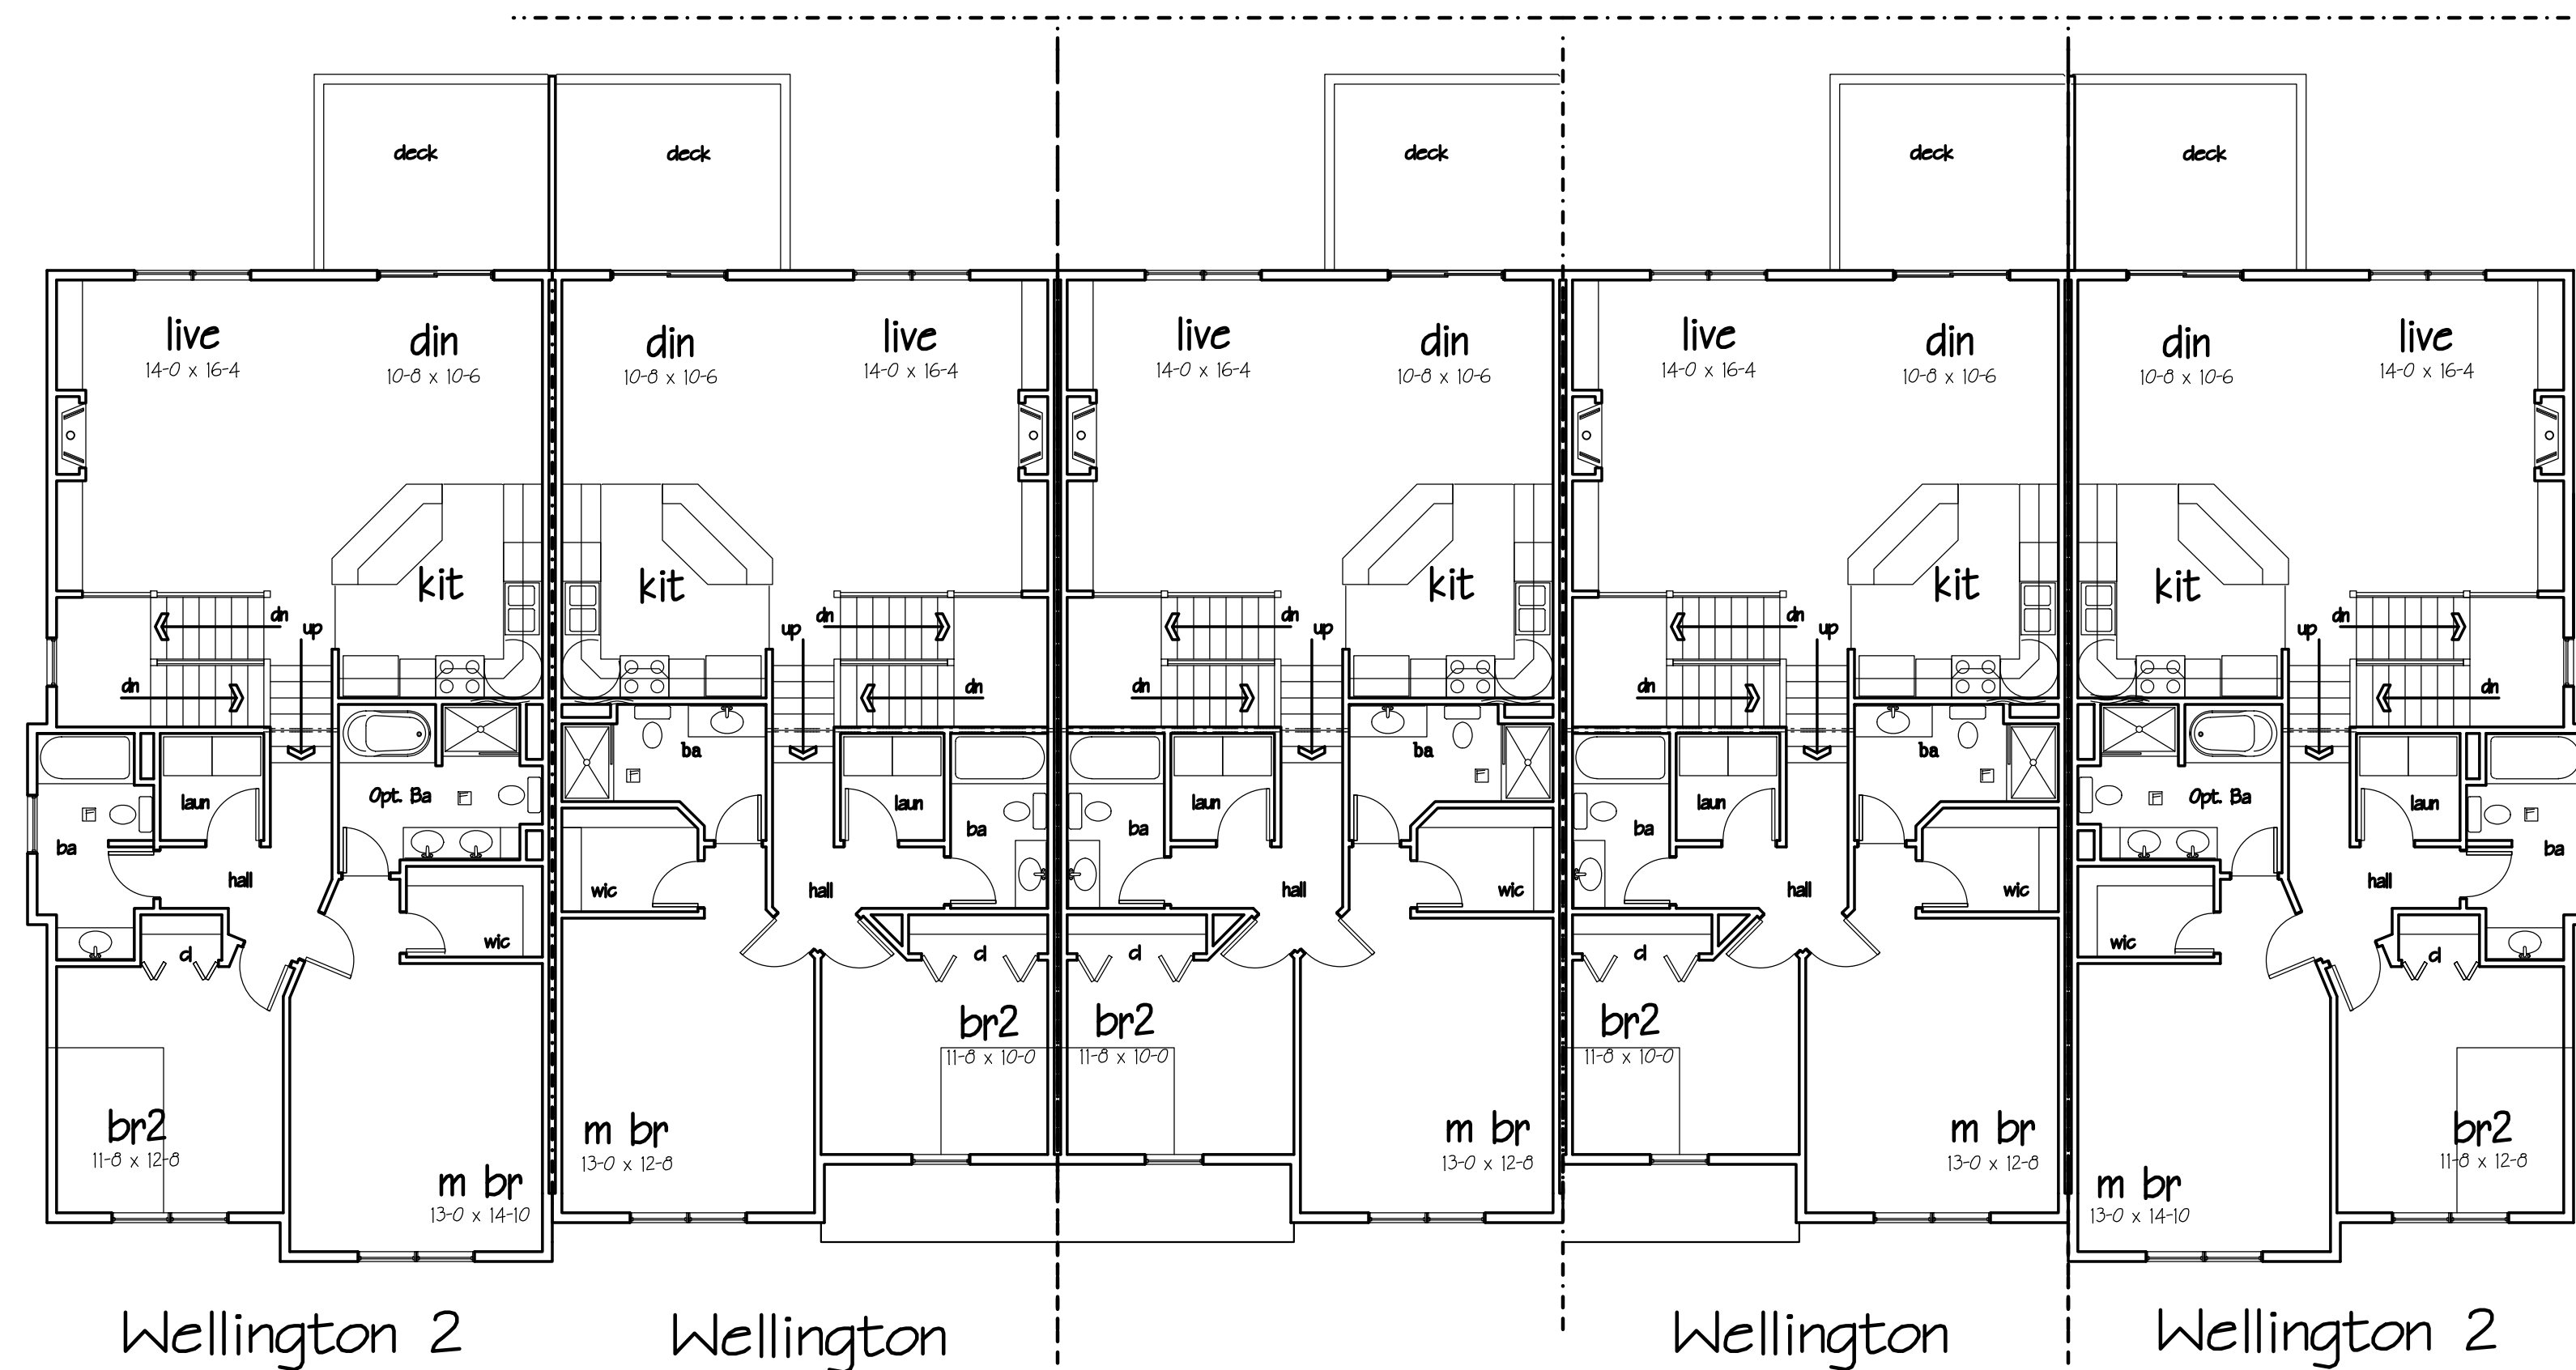 deck
deck
deck
deck
deck
live
14-0 x 16-4
din
10-8 x 10-6
din
10-8 x 10-6
live
14-0 x 16-4
live
14-0 x 16-4
din
10-8 x 10-6
live
14-0 x 16-4
din
10-8 x 10-6
din
10-8 x 10-6
live
14-0 x 16-4
kit
kit
kit
kit
kit
dn
up
up
dn
dn
up
dn
up
up
dn
dn
dn
dn
dn
dn
ba
ba
ba
laun
Opt. Ba
laun
laun
laun
Opt. Ba
laun
ba
ba
ba
ba
ba
hall
wic
hall
hall
wic
hall
wic
hall
wic
cl
cl
cl
cl
wic
cl
br2
11-8 x 10-0
br2
11-8 x 10-0
br2
11-8 x 10-0
br2
11-8 x 12-8
m br
13-0 x 12-8
m br
13-0 x 12-8
m br
13-0 x 12-8
br2
11-8 x 12-8
m br
13-0 x 14-10
m br
13-0 x 14-10
Wellington 2
Wellington
Wellington
Wellington 2